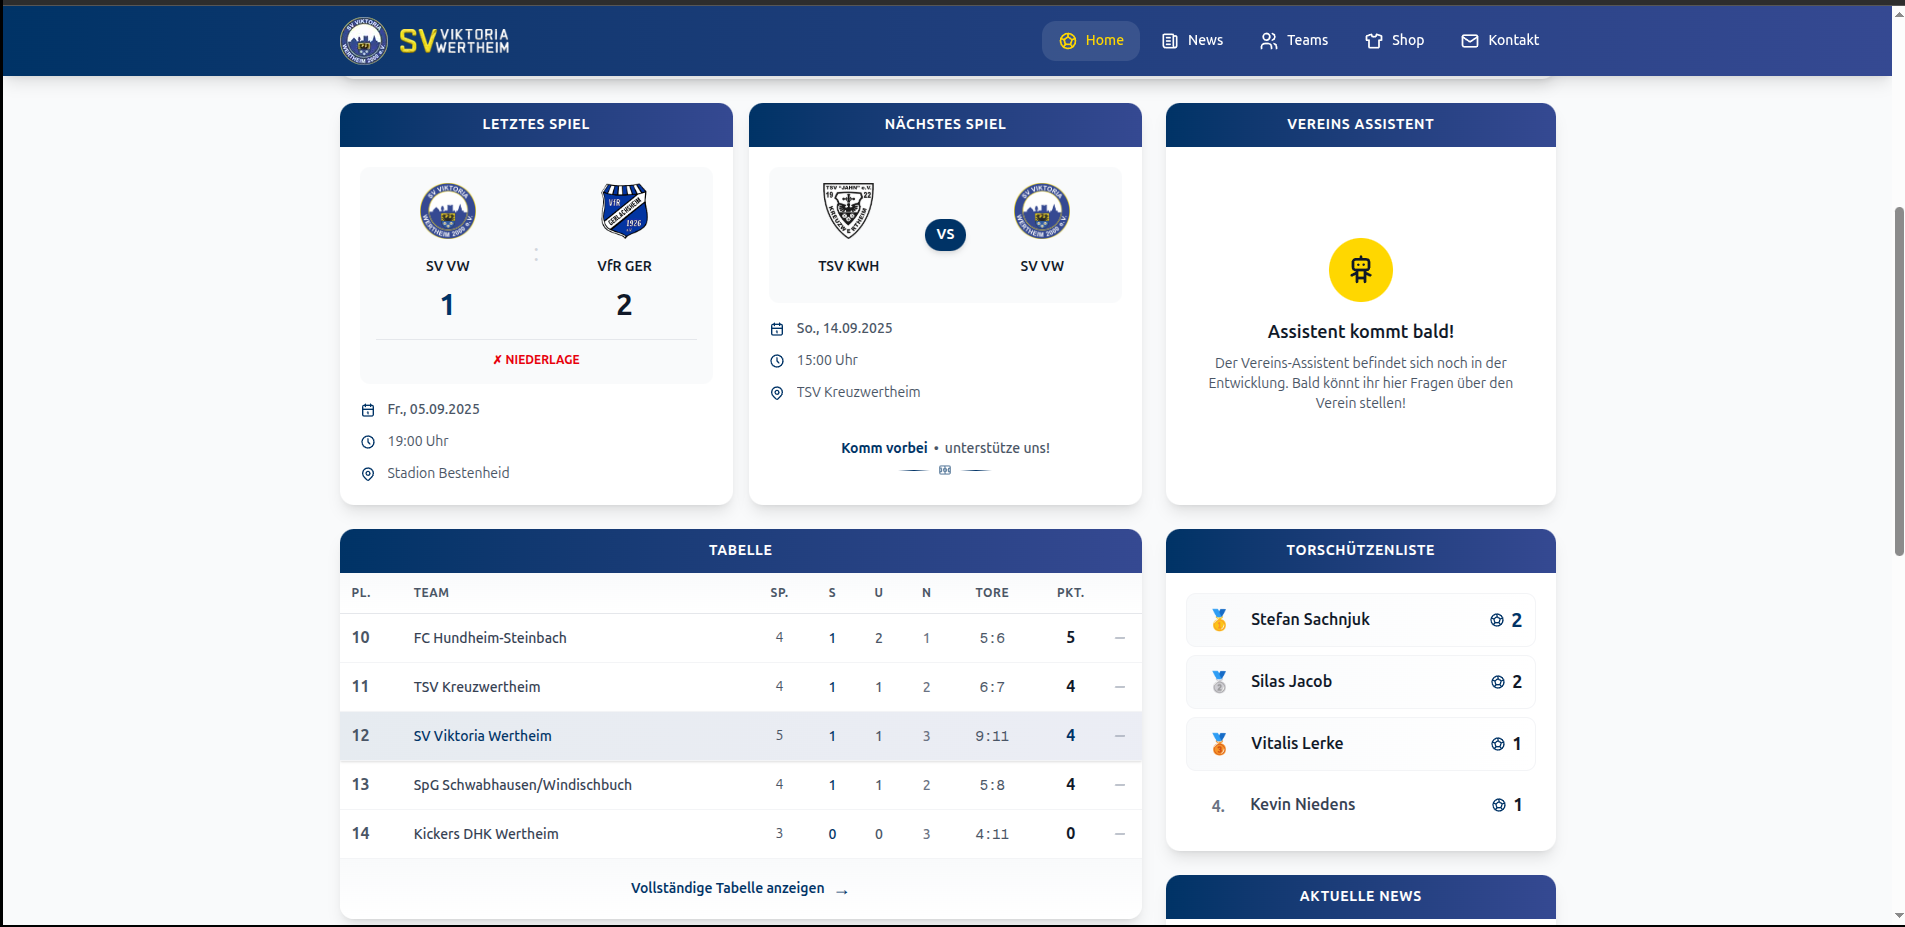 SV VIKTORIA WERTHEIM
Home News Teams Shop Kontakt
LETZTES SPIEL
SV VW : VfR GER
1 2
✗ NIEDERLAGE
Fr., 05.09.2025
19:00 Uhr
Stadion Bestenheid
NÄCHSTES SPIEL
TSV "JAHN" e.V.
19 22
KREUZWERTHEIM
VS
TSV KWH SV VW
So., 14.09.2025
15:00 Uhr
TSV Kreuzwertheim
Komm vorbei • unterstütze uns!
VEREINS ASSISTENT
Assistent kommt bald!
Der Vereins-Assistent befindet sich noch in der
Entwicklung. Bald könnt ihr hier Fragen über den
Verein stellen!
TABELLE
PL. TEAM SP. S U N TORE PKT.
10 FC Hundheim-Steinbach 4 1 2 1 5:6 5 —
11 TSV Kreuzwertheim 4 1 1 2 6:7 4 —
12 SV Viktoria Wertheim 5 1 1 3 9:11 4 —
13 SpG Schwabhausen/Windischbuch 4 1 1 2 5:8 4 —
14 Kickers DHK Wertheim 3 0 0 3 4:11 0 —
Vollständige Tabelle anzeigen →
TORSCHÜTZENLISTE
Stefan Sachnjuk 2
Silas Jacob 2
Vitalis Lerke 1
4. Kevin Niedens 1
AKTUELLE NEWS